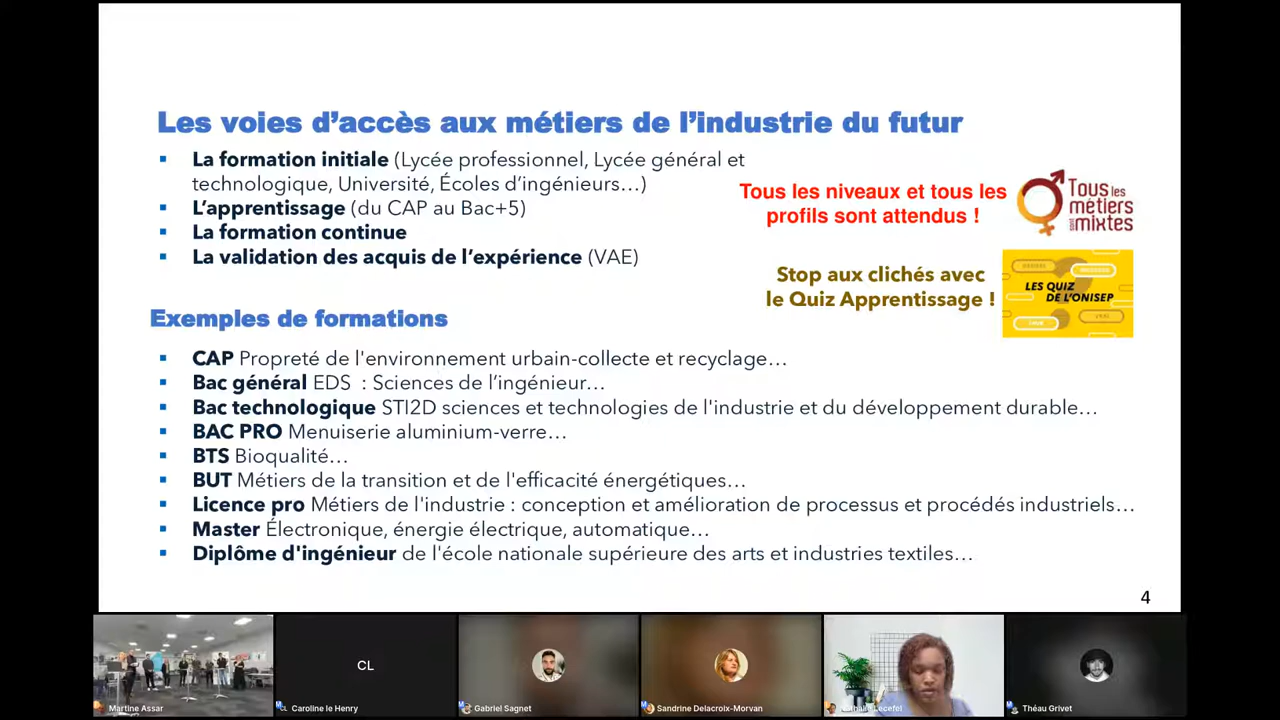 Les voies d’accès aux métiers de l’industrie du futur
▪ La formation initiale (Lycée professionnel, Lycée général et
technologique, Université, Écoles d’ingénieurs…)
▪ L’apprentissage (du CAP au Bac+5)
▪ La formation continue
▪ La validation des acquis de l’expérience (VAE)
Tous les niveaux et tous les
profils sont attendus !
Tous les
métiers
sont mixtes
Stop aux clichés avec
le Quiz Apprentissage !
LES QUIZ
DE L’ONISEP
VRAI
Exemples de formations
▪ CAP Propreté de l'environnement urbain-collecte et recyclage…
▪ Bac général EDS : Sciences de l’ingénieur…
▪ Bac technologique STI2D sciences et technologies de l'industrie et du développement durable…
▪ BAC PRO Menuiserie aluminium-verre…
▪ BTS Bioqualité…
▪ BUT Métiers de la transition et de l'efficacité énergétiques…
▪ Licence pro Métiers de l'industrie : conception et amélioration de processus et procédés industriels…
▪ Master Électronique, énergie électrique, automatique…
▪ Diplôme d'ingénieur de l'école nationale supérieure des arts et industries textiles…
4
CL
Martine Assar
Caroline le Henry
Gabriel Sagnet
Sandrine Delacroix-Morvan
Lecefel
Théau Grivet